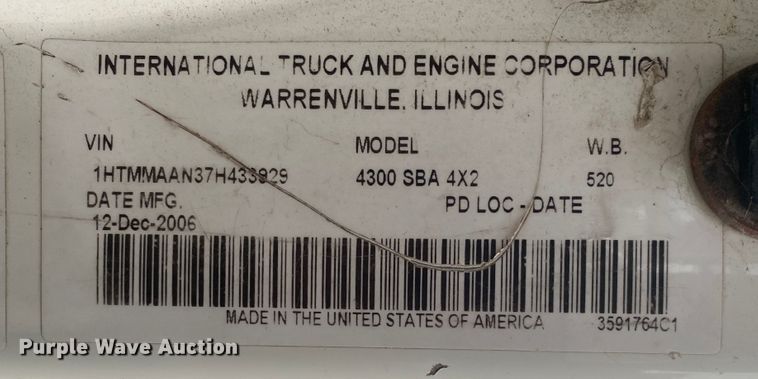 INTERNATIONAL TRUCK AND ENGINE CORPORATION
WARRENVILLE, ILLINOIS
VIN MODEL W.B.
4300 SBA 4X2 520
DATE MFG. PD LOC - DATE
12-Dec-2006
MADE IN THE UNITED STATES OF AMERICA 3591764C1
Purple Wave Auction